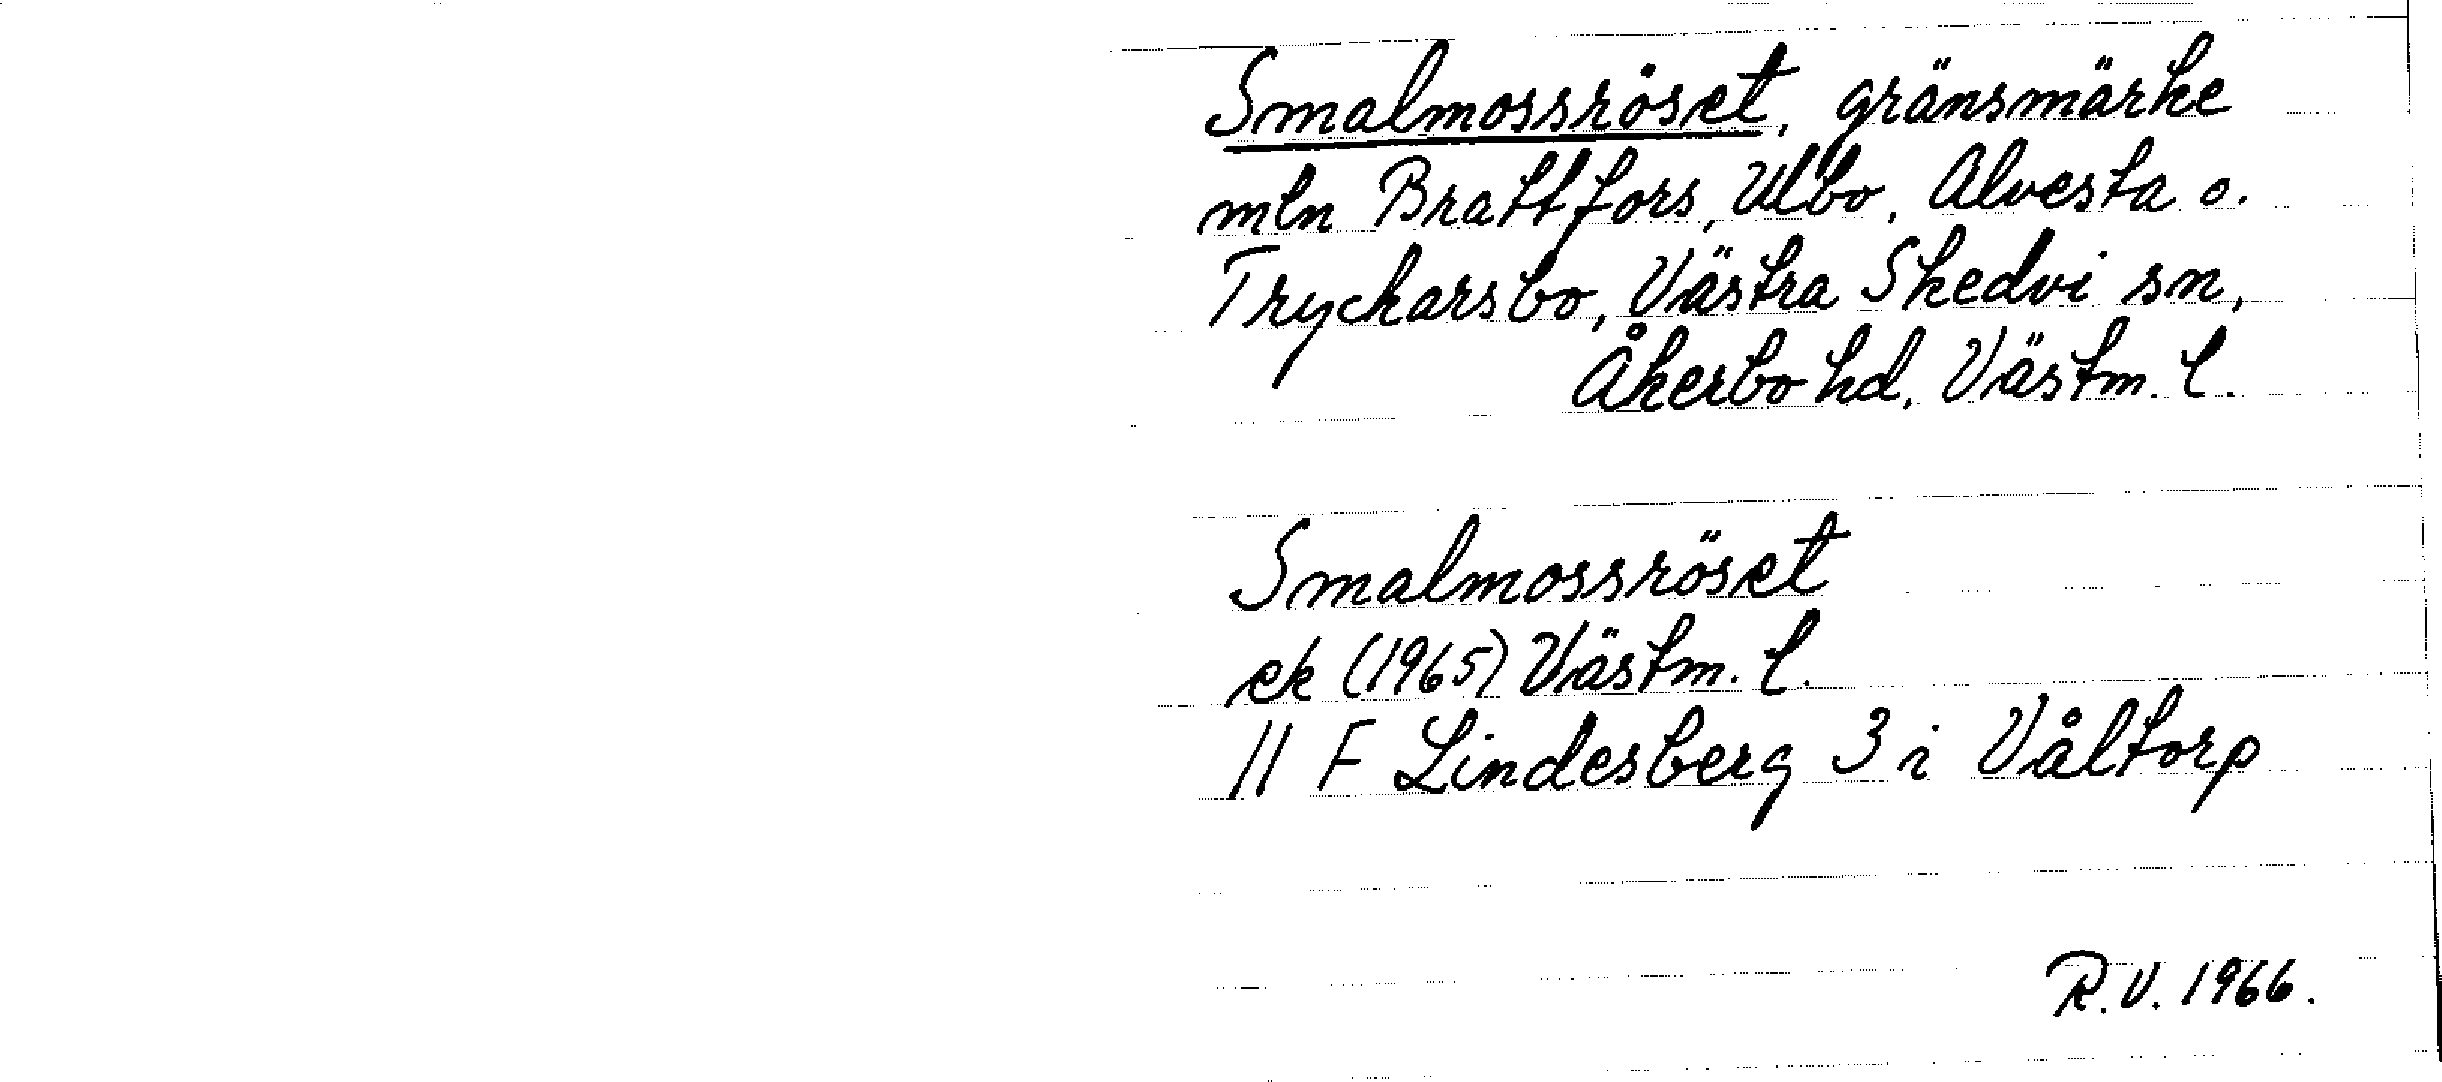 Smalmossröset, gränsmärke
mln Brattfors, Ulbo, Alvesta o.
Tryckarsbo, Västra Skedvi sn,
Åkerbo hd, Västm. l.
Smalmossröset
ek (1965) Västm. l.
11 F Lindesberg 3 i Våltorp
R.V. 1966.